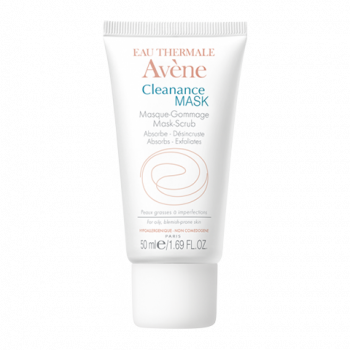 EAU THERMALE
Avène
Cleanance
MASK
Masque-Gommage
Mask-Scrub
Absorbe - Désincruste
Absorbs - Exfoliates
Peaux grasses à imperfections
For oily, blemish-prone skin
HYPOALLERGÉNIQUE - NON COMÉDOGÈNE
PARIS
50 ml e/1.69 FL.OZ.